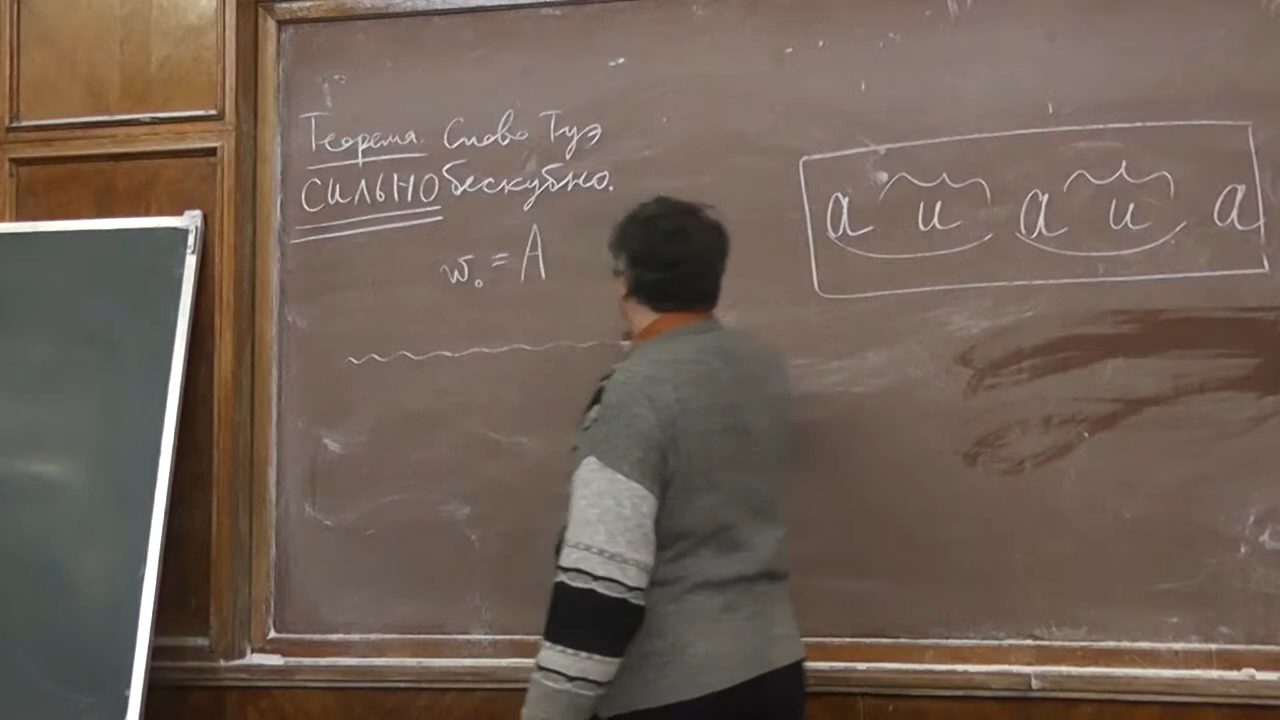 Теорема. Слово Туэ
СИЛЬНО бескубно.
w₀ = A
a u a u a